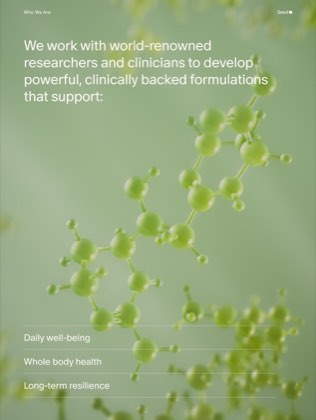 Who We Are
Seed
We work with world-renowned
researchers and clinicians to develop
powerful, clinically backed formulations
that support:
Daily well-being
Whole body health
Long-term resilience